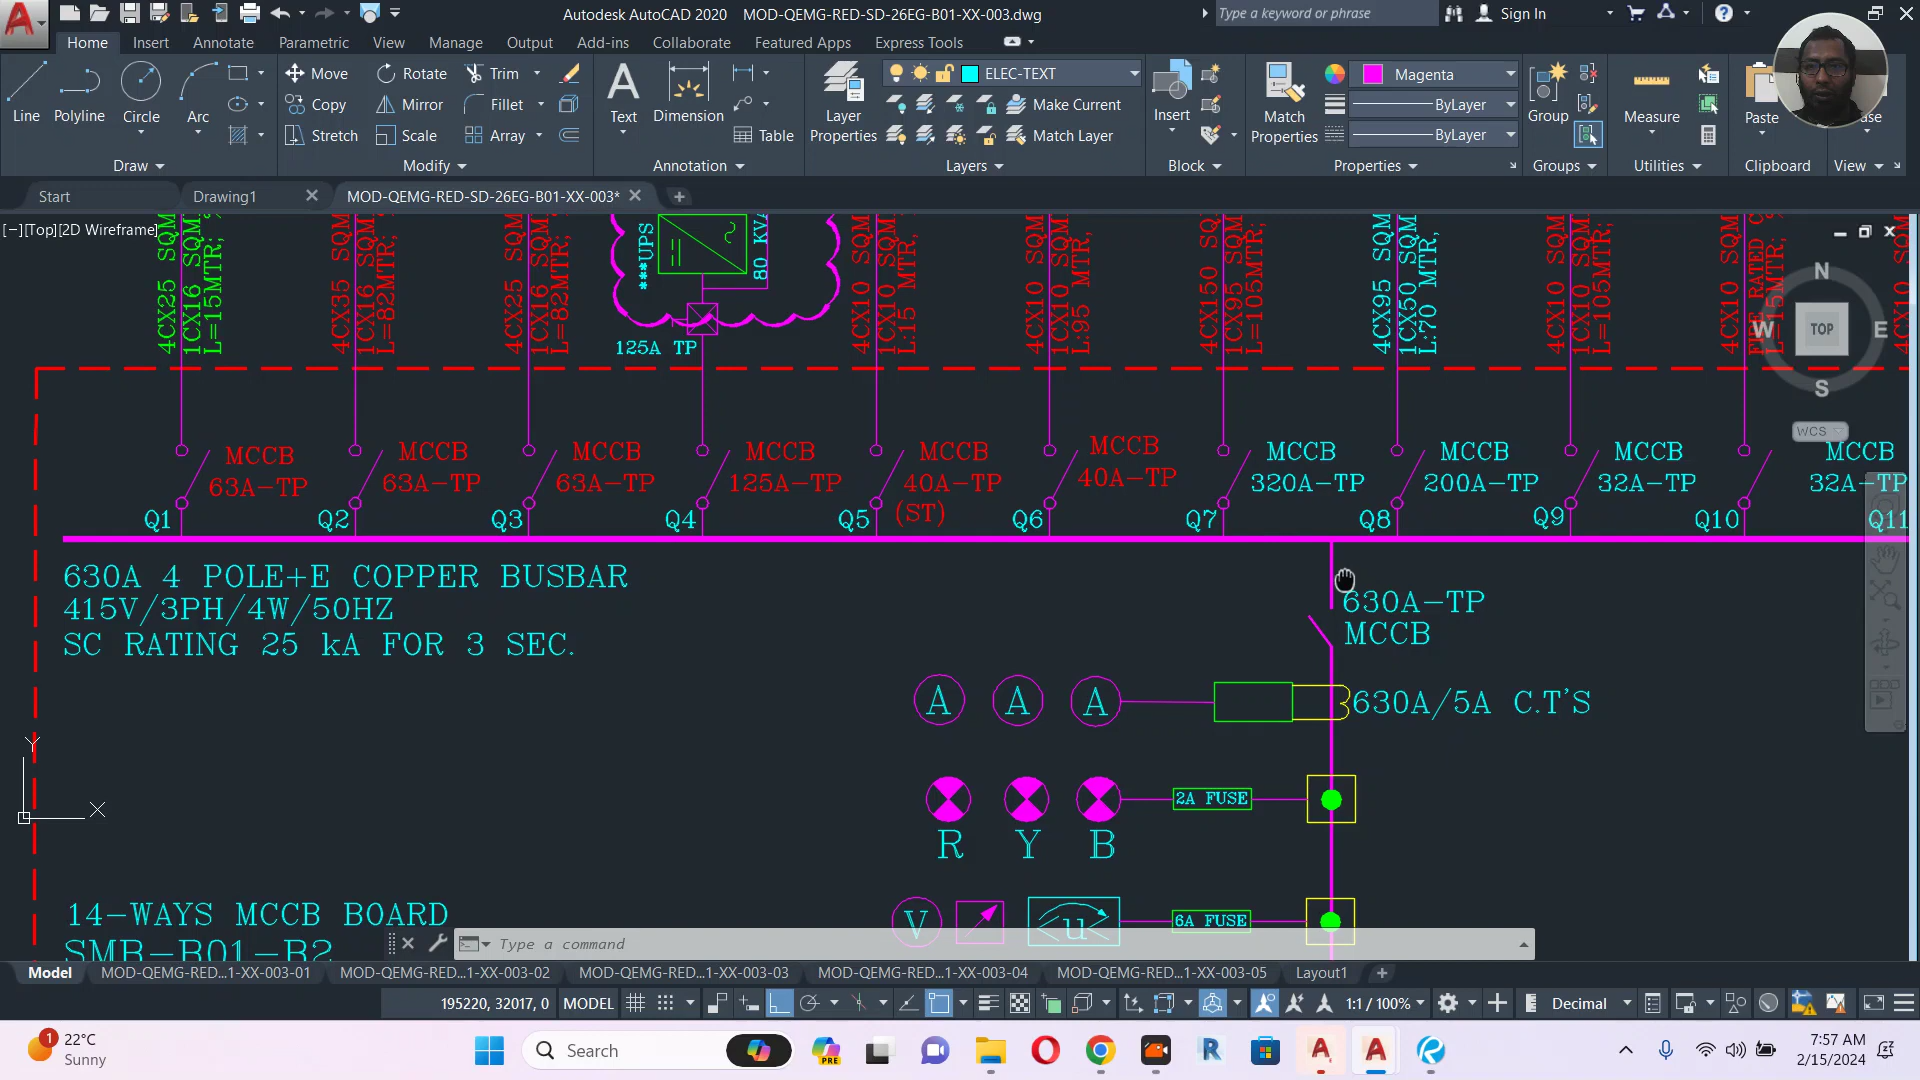 Autodesk AutoCAD 2020 MOD-QEMG-RED-SD-26EG-B01-XX-003.dwg
Type a keyword or phrase
Sign In
Home Insert Annotate Parametric View Manage Output Add-ins Collaborate Featured Apps Express Tools
Line Polyline Circle Arc
Move Rotate Trim
Copy Mirror Fillet
Stretch Scale Array
Text Dimension Table
Layer Properties
ELEC-TEXT
Make Current
Match Layer
Insert
Match Properties
Magenta
ByLayer
ByLayer
Group
Measure
Paste
Draw Modify Annotation Layers Block Properties Groups Utilities Clipboard View
Start Drawing1 MOD-QEMG-RED-SD-26EG-B01-XX-003*
[−][Top][2D Wireframe]
4CX25 SQM
1CX16 SQM
L=15MTR;
4CX35 SQM
1CX16 SQM
L=82MTR;
4CX25 SQM
1CX16 SQM
L=82MTR;
***UPS
80 KVA
125A TP
4CX10 SQM
1CX10 SQM
L:15 MTR,
4CX10 SQM
1CX10 SQM
L:95 MTR,
4CX150 SQ
1CX95 SQM
L=105MTR;
4CX95 SQM
1CX50 SQM
L:70 MTR,
4CX10 SQM
1CX10 SQM
L=105MTR;
4CX10 SQM
L=15MTR;
4CX10
N
W TOP E
S
WCS
MCCB
63A-TP
Q1
MCCB
63A-TP
Q2
MCCB
63A-TP
Q3
MCCB
125A-TP
Q4
MCCB
40A-TP
(ST)
Q5
MCCB
40A-TP
Q6
MCCB
320A-TP
Q7
MCCB
200A-TP
Q8
MCCB
32A-TP
Q9
MCCB
32A-TP
Q10
Q11
630A 4 POLE+E COPPER BUSBAR
415V/3PH/4W/50HZ
SC RATING 25 kA FOR 3 SEC.
630A-TP
MCCB
A A A
630A/5A C.T'S
2A FUSE
R Y B
V <u> 6A FUSE
14-WAYS MCCB BOARD
SMB-B01-B2
Y
X
Type a command
Model MOD-QEMG-RED...1-XX-003-01 MOD-QEMG-RED...1-XX-003-02 MOD-QEMG-RED...1-XX-003-03 MOD-QEMG-RED...1-XX-003-04 MOD-QEMG-RED...1-XX-003-05 Layout1
195220, 32017, 0 MODEL
1:1 / 100%
Decimal
1
22°C
Sunny
Search
PRE
7:57 AM
2/15/2024